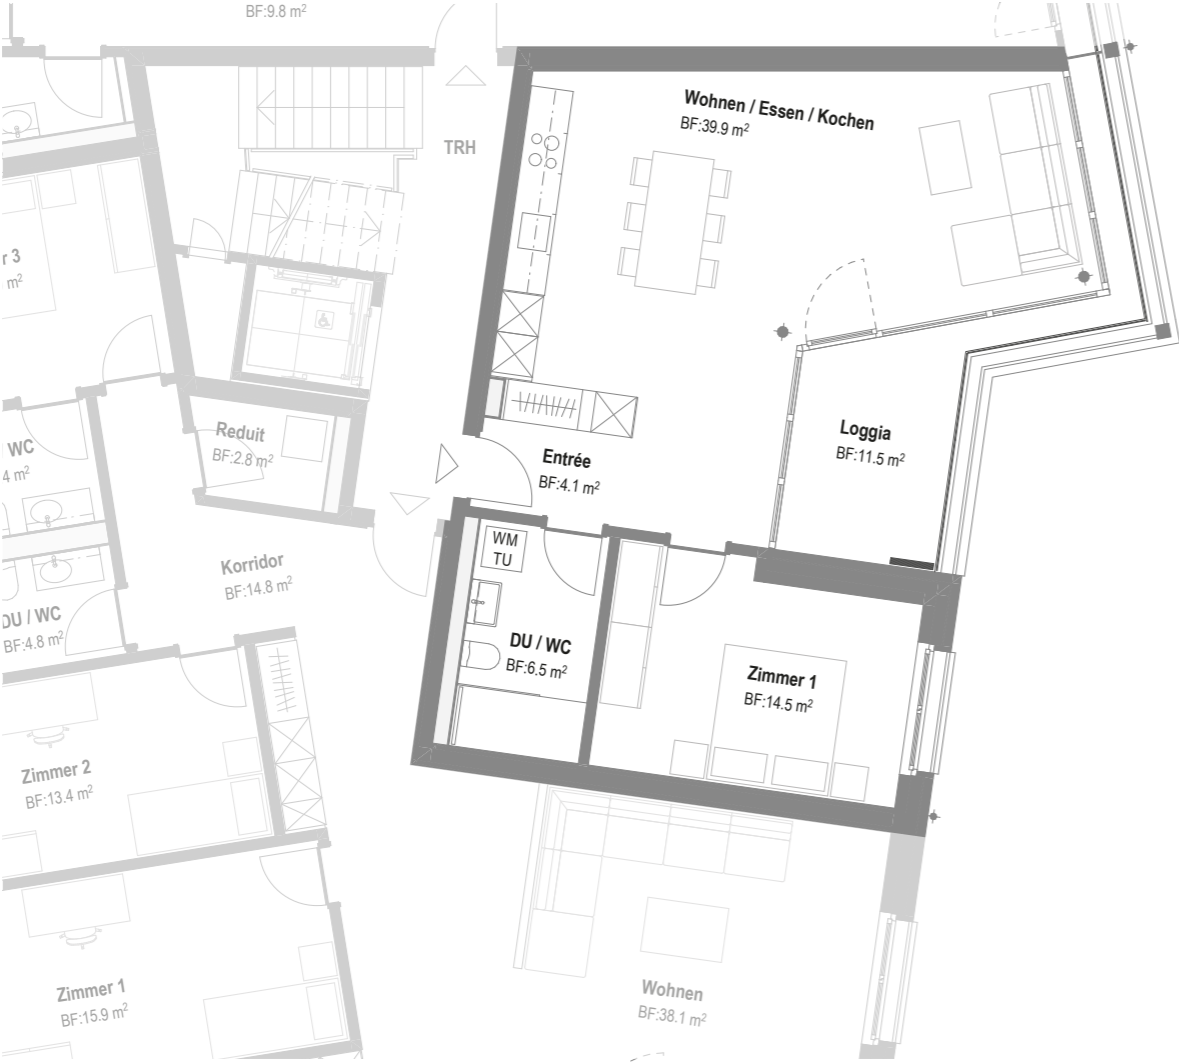 BF:9.8 m²
Wohnen / Essen / Kochen
BF:39.9 m²
TRH
r 3
m²
Loggia
BF:11.5 m²
Reduit
BF:2.8 m²
WC
4 m²
Entrée
BF:4.1 m²
WM
TU
Korridor
BF:14.8 m²
DU / WC
BF:4.8 m²
DU / WC
BF:6.5 m²
Zimmer 1
BF:14.5 m²
Zimmer 2
BF:13.4 m²
Zimmer 1
BF:15.9 m²
Wohnen
BF:38.1 m²